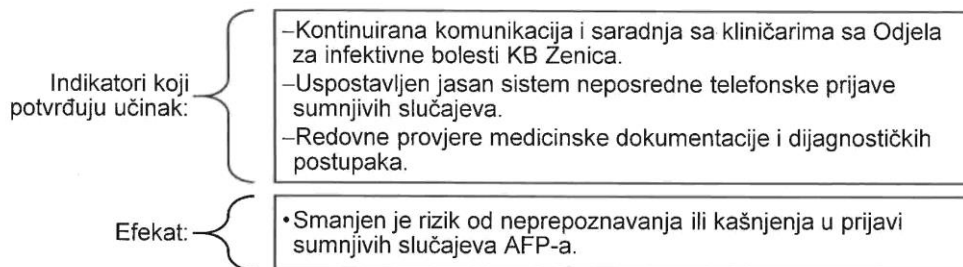 Indikatori koji
potvrđuju učinak:
–Kontinuirana komunikacija i saradnja sa kliničarima sa Odjela
za infektivne bolesti KB Zenica.
–Uspostavljen jasan sistem neposredne telefonske prijave
sumnjivih slučajeva.
–Redovne provjere medicinske dokumentacije i dijagnostičkih
postupaka.
Efekat:
•Smanjen je rizik od neprepoznavanja ili kašnjenja u prijavi
sumnjivih slučajeva AFP-a.